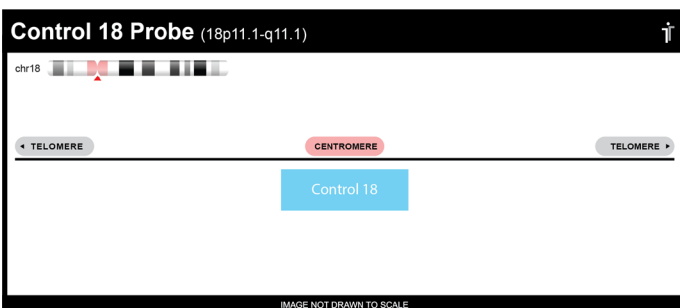 Control 18 Probe (18p11.1-q11.1)
chr18
TELOMERE
CENTROMERE
TELOMERE
Control 18
IMAGE NOT DRAWN TO SCALE